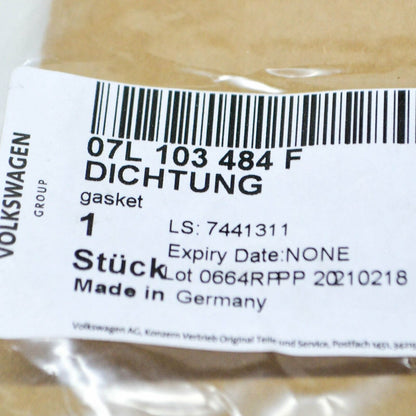 VOLKSWAGEN
GROUP
07L 103 484 F
DICHTUNG
gasket
1
LS: 7441311
Expiry Date:NONE
Stück
Lot 0664RPPP 20210218
Made in Germany
Volkswagen AG, Konzern Vertrieb Original Teile und Service, Postfach